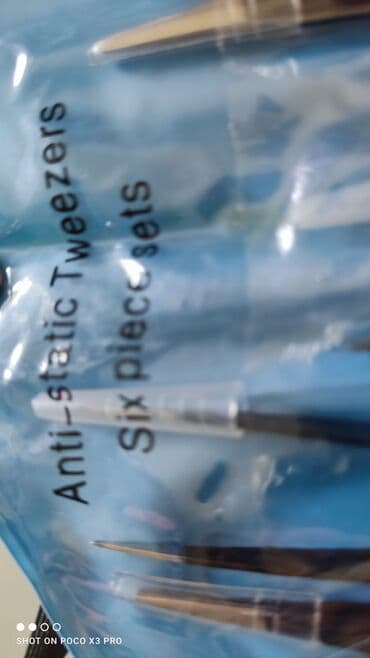 Anti-static Tweezers
Six piece sets
SHOT ON POCO X3 PRO